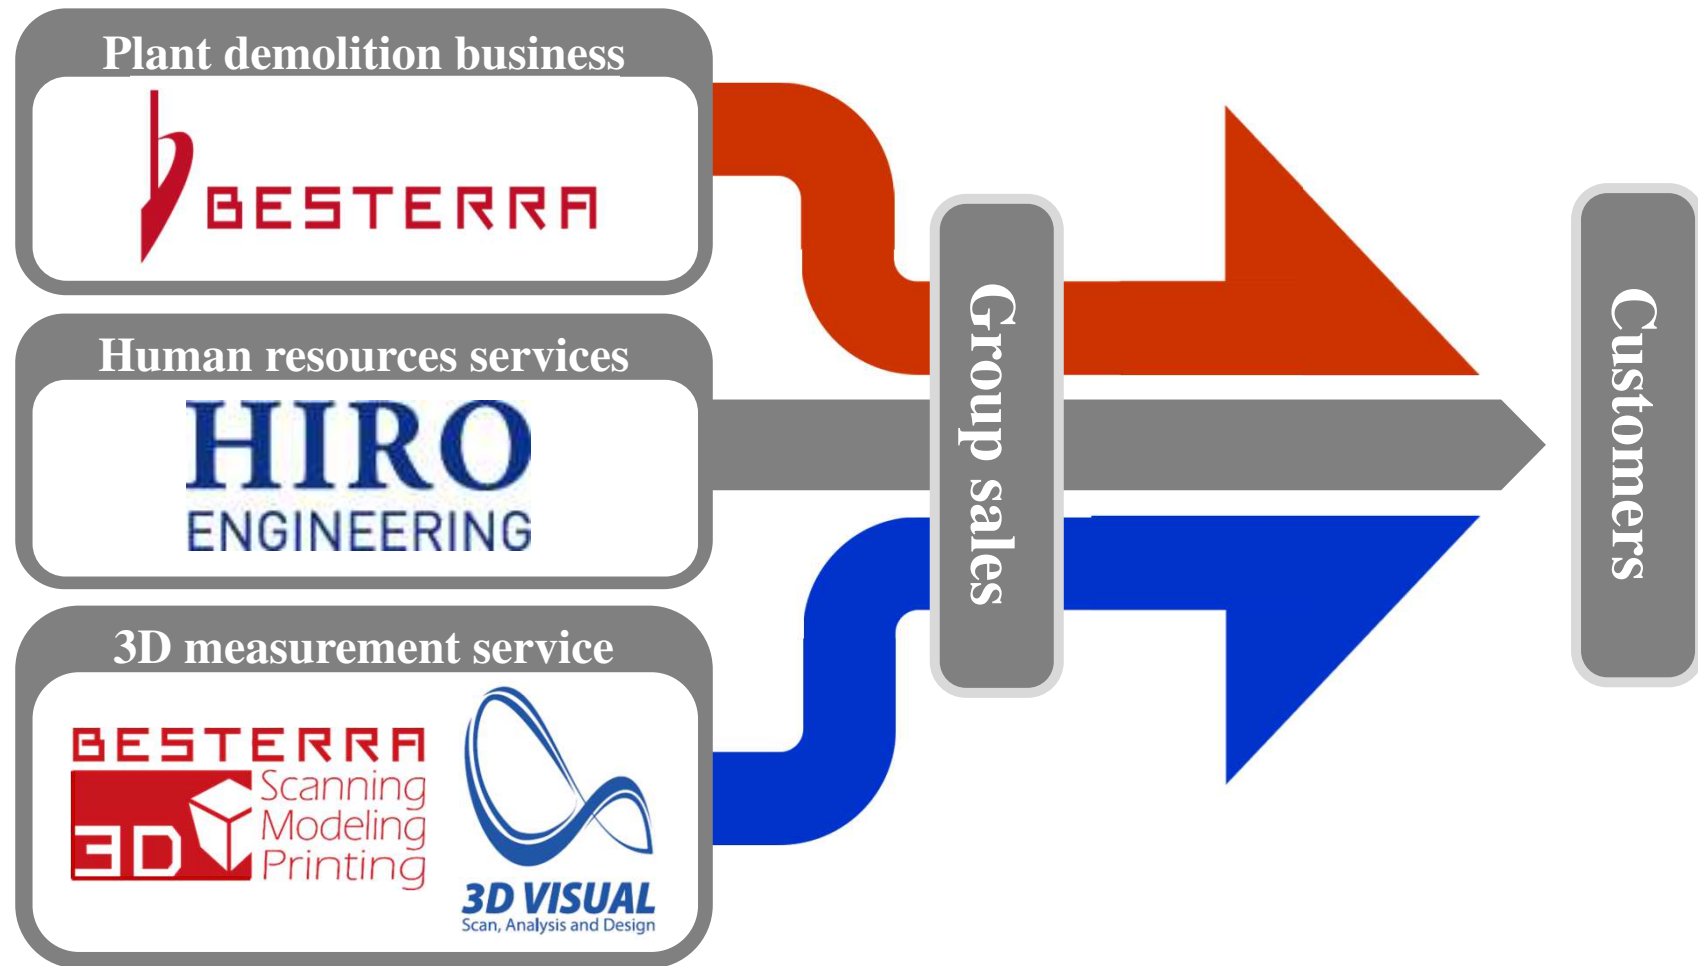 Plant demolition business
BESTERRA
Human resources services
HIRO
ENGINEERING
3D measurement service
BESTERRA
3D
Scanning
Modeling
Printing
3D VISUAL
Scan, Analysis and Design
Group sales
Customers